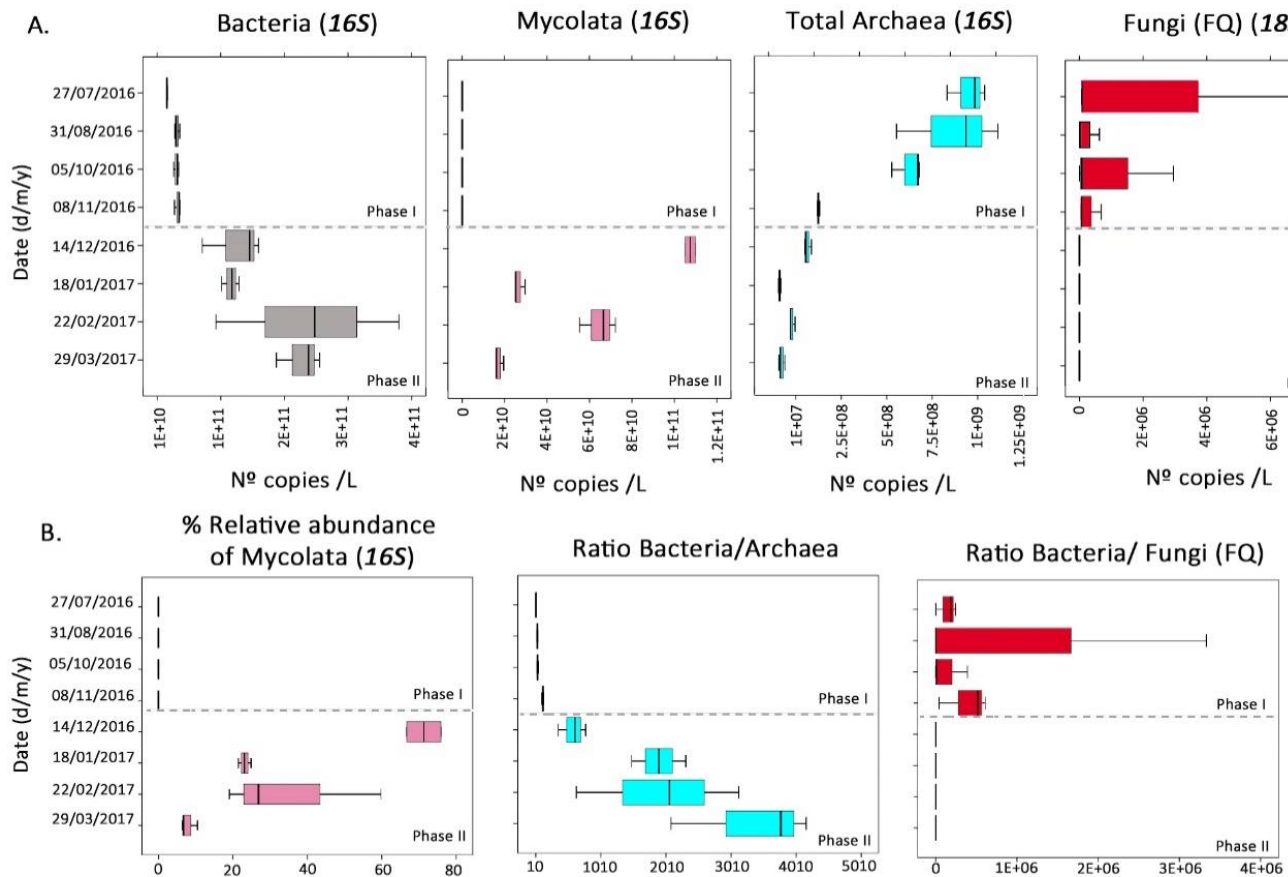 A.
Bacteria (16S)
Mycolata (16S)
Total Archaea (16S)
Fungi (FQ) (18
Date (d/m/y)
27/07/2016
31/08/2016
05/10/2016
08/11/2016
14/12/2016
18/01/2017
22/02/2017
29/03/2017
Phase I
Phase II
1E+10
1E+11
2E+11
3E+11
4E+11
Nº copies /L
Phase I
Phase II
0
2E+10
6E+10
8E+10
1E+11
1.2E+11
Nº copies /L
Phase I
Phase II
1E+07
2.5E+08
5E+08
7.5E+08
1E+09
1.25E+09
Nº copies /L
0
2E+06
4E+06
6E+06
B.
% Relative abundance
of Mycolata (16S)
Ratio Bacteria/Archaea
Ratio Bacteria/ Fungi (FQ)
Date (d/m/y)
27/07/2016
31/08/2016
05/10/2016
08/11/2016
14/12/2016
18/01/2017
22/02/2017
29/03/2017
Phase I
Phase II
0
20
40
60
80
Phase I
Phase II
10
1010
2010
3010
4010
5010
Phase I
Phase II
0
1E+06
2E+06
3E+06
4E+06